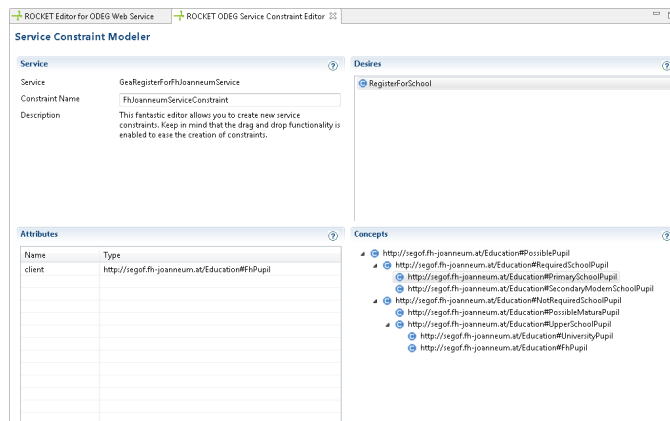 ROCKET Editor for ODEG Web Service
ROCKET ODEG Service Constraint Editor
Service Constraint Modeler
Service
Service GeaRegisterForFhJoanneumService
Constraint Name FhJoanneumServiceConstraint
Description This fantastic editor allows you to create new service
constraints. Keep in mind that the drag and drop functionality is
enabled to ease the creation of constraints.
Desires
RegisterForSchool
Attributes
Name Type
client http://segof.fh-joanneum.at/Education#FhPupil
Concepts
http://segof.fh-joanneum.at/Education#PossiblePupil
http://segof.fh-joanneum.at/Education#RequiredSchoolPupil
http://segof.fh-joanneum.at/Education#PrimarySchoolPupil
http://segof.fh-joanneum.at/Education#SecondaryModernSchoolPupil
http://segof.fh-joanneum.at/Education#NotRequiredSchoolPupil
http://segof.fh-joanneum.at/Education#PossibleMaturaPupil
http://segof.fh-joanneum.at/Education#UpperSchoolPupil
http://segof.fh-joanneum.at/Education#UniversityPupil
http://segof.fh-joanneum.at/Education#FhPupil